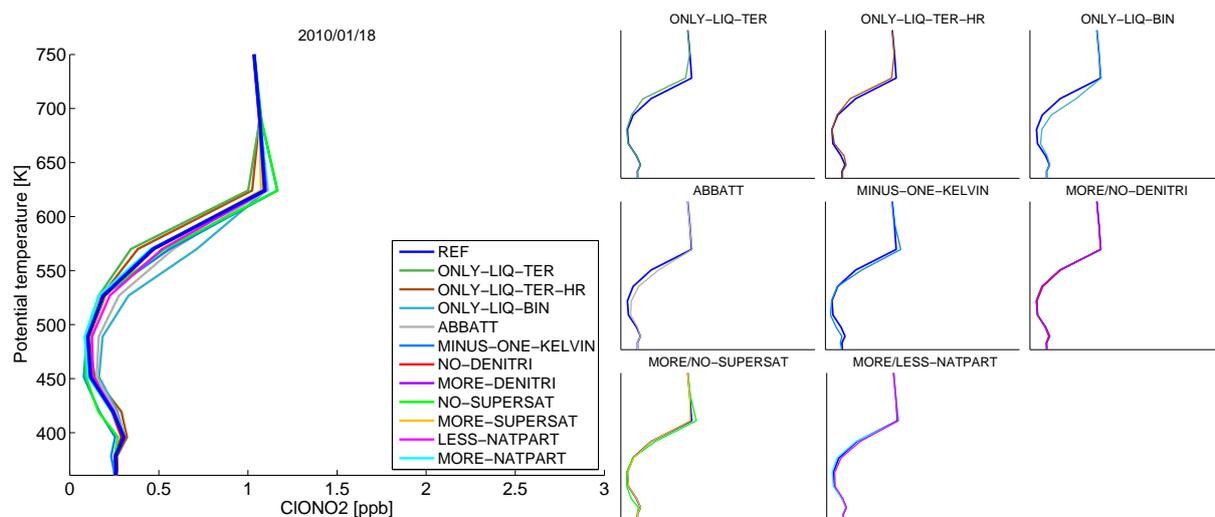 2010/01/18
750
700
650
600
550
500
450
400
Potential temperature [K]
0
0.5
1
1.5
2
2.5
3
ClONO2 [ppb]
REF
ONLY−LIQ−TER
ONLY−LIQ−TER−HR
ONLY−LIQ−BIN
ABBATT
MINUS−ONE−KELVIN
NO−DENITRI
MORE−DENITRI
NO−SUPERSAT
MORE−SUPERSAT
LESS−NATPART
MORE−NATPART
ONLY−LIQ−TER
ONLY−LIQ−TER−HR
ONLY−LIQ−BIN
ABBATT
MINUS−ONE−KELVIN
MORE/NO−DENITRI
MORE/NO−SUPERSAT
MORE/LESS−NATPART